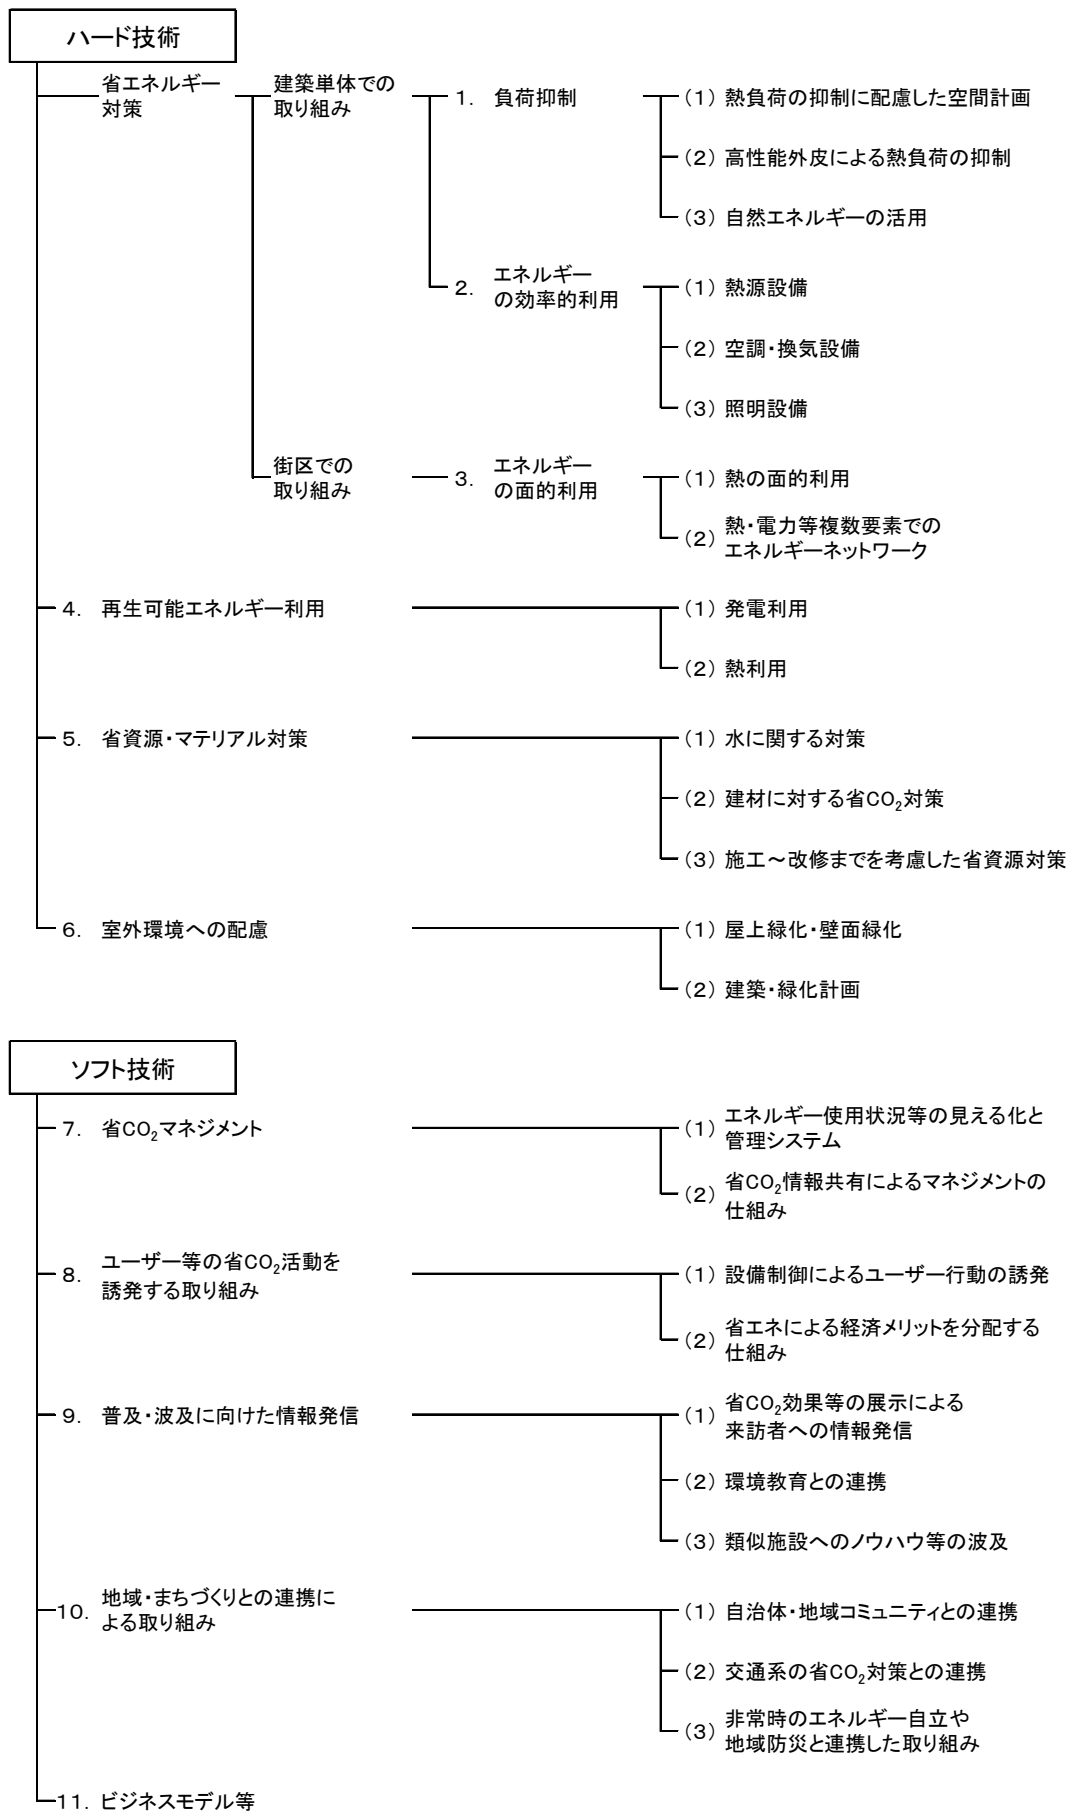 ハード技術
省エネルギー
対策
建築単体での
取り組み
1. 負荷抑制
(1) 熱負荷の抑制に配慮した空間計画
(2) 高性能外皮による熱負荷の抑制
(3) 自然エネルギーの活用
2. エネルギー
の効率的利用
(1) 熱源設備
(2) 空調・換気設備
(3) 照明設備
街区での
取り組み
3. エネルギー
の面的利用
(1) 熱の面的利用
(2) 熱・電力等複数要素での
エネルギーネットワーク
4. 再生可能エネルギー利用
(1) 発電利用
(2) 熱利用
5. 省資源・マテリアル対策
(1) 水に関する対策
(2) 建材に対する省CO₂対策
(3) 施工～改修までを考慮した省資源対策
6. 室外環境への配慮
(1) 屋上緑化・壁面緑化
(2) 建築・緑化計画
ソフト技術
7. 省CO₂マネジメント
(1) エネルギー使用状況等の見える化と
管理システム
(2) 省CO₂情報共有によるマネジメントの
仕組み
8. ユーザー等の省CO₂活動を
誘発する取り組み
(1) 設備制御によるユーザー行動の誘発
(2) 省エネによる経済メリットを分配する
仕組み
9. 普及・波及に向けた情報発信
(1) 省CO₂効果等の展示による
来訪者への情報発信
(2) 環境教育との連携
(3) 類似施設へのノウハウ等の波及
10. 地域・まちづくりとの連携に
よる取り組み
(1) 自治体・地域コミュニティとの連携
(2) 交通系の省CO₂対策との連携
(3) 非常時のエネルギー自立や
地域防災と連携した取り組み
11. ビジネスモデル等